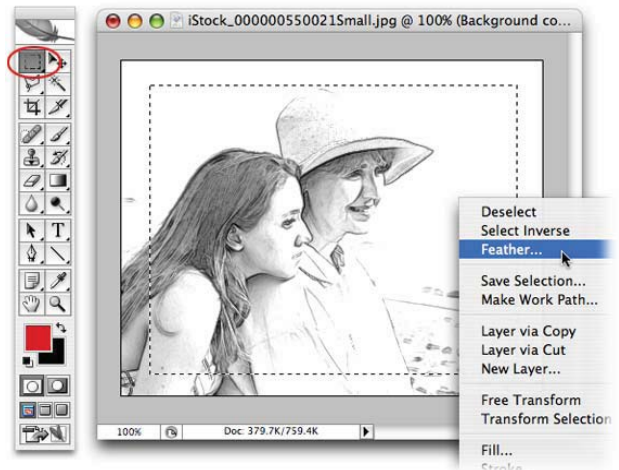 iStock_000000550021Small.jpg @ 100% (Background co...
T
Deselect
Select Inverse
Feather...
Save Selection...
Make Work Path...
Layer via Copy
Layer via Cut
New Layer...
Free Transform
Transform Selection
Fill...
Stroke
100%
Doc: 379.7K/759.4K